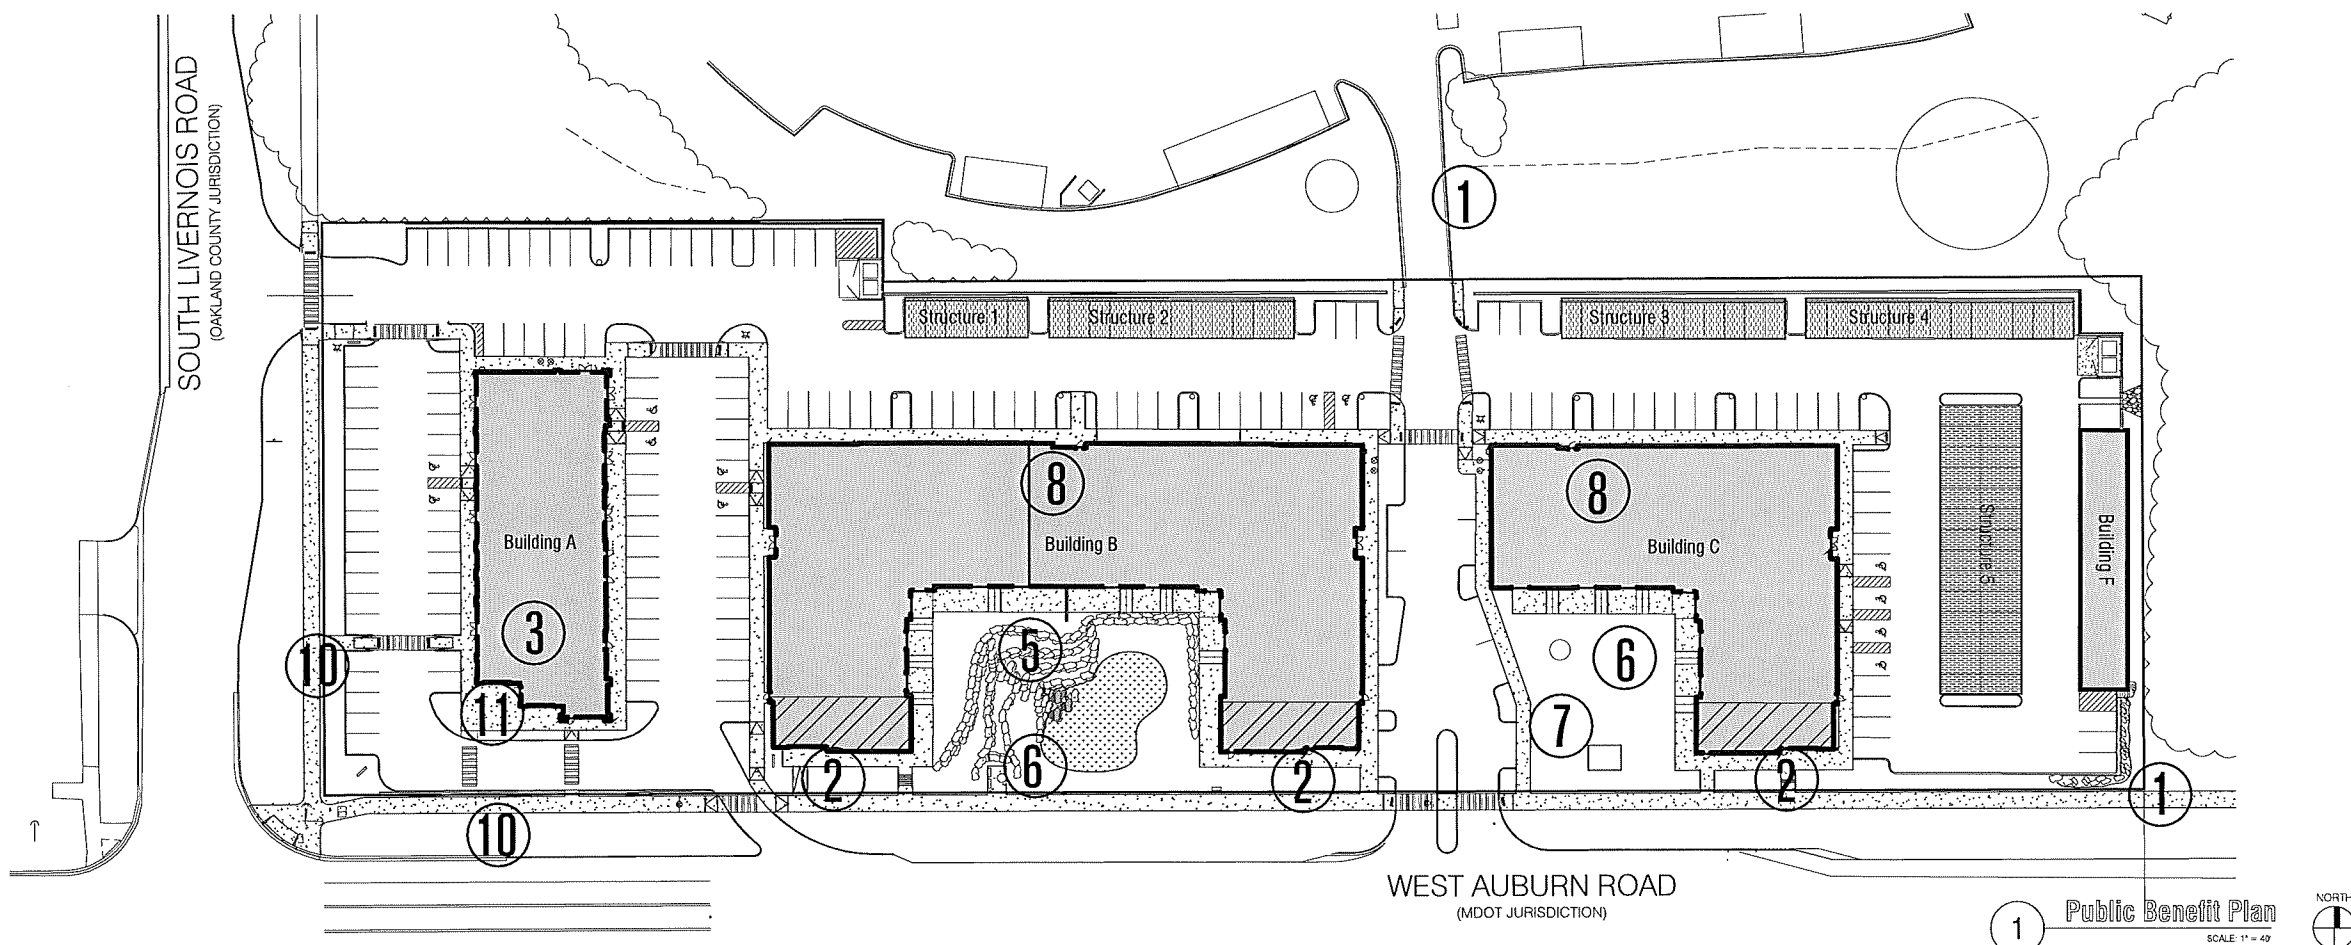 SOUTH LIVERNOIS ROAD
(OAKLAND COUNTY JURISDICTION)
1
Structure 1
Structure 2
Structure 3
Structure 4
8
8
Building A
Building B
Building C
Structure 5
Building F
3
10
5
6
11
7
6
2
2
2
1
10
WEST AUBURN ROAD
(MDOT JURISDICTION)
1
Public Benefit Plan
SCALE: 1" = 40'
NORTH